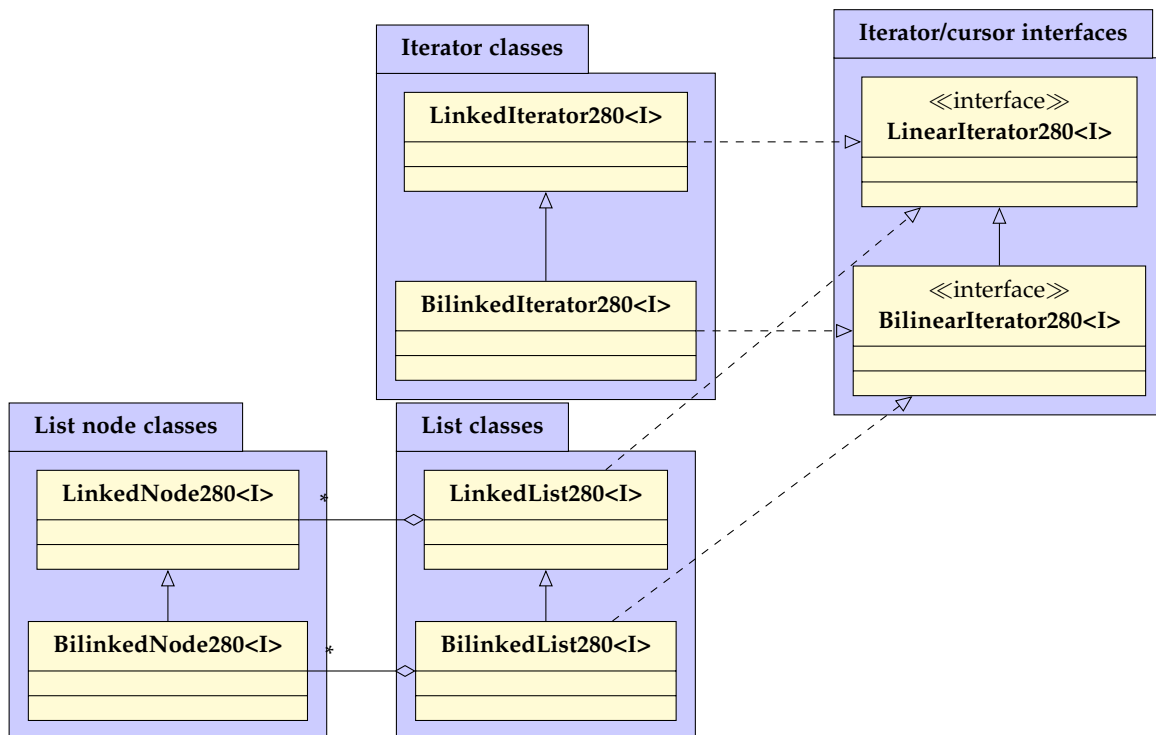 Iterator classes
LinkedIterator280<I>
BilinkedIterator280<I>
Iterator/cursor interfaces
≪interface≫
LinearIterator280<I>
≪interface≫
BilinearIterator280<I>
List node classes
LinkedNode280<I>
*
BilinkedNode280<I>
*
List classes
LinkedList280<I>
BilinkedList280<I>